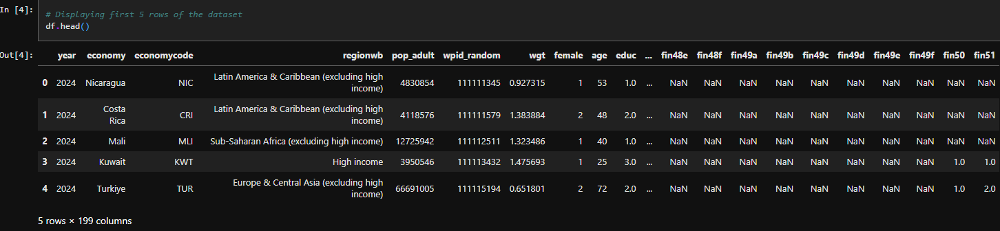 In [4]:
# Displaying first 5 rows of the dataset
df.head()
Out[4]:
year economy economycode regionwb pop_adult wpid_random wgt female age educ ... fin48e fin48f fin49a fin49b fin49c fin49d fin49e fin49f fin50 fin51
0 2024 Nicaragua NIC Latin America & Caribbean (excluding high income) 4830854 111111345 0.927315 1 53 1.0 ... NaN NaN NaN NaN NaN NaN NaN NaN NaN NaN
1 2024 Costa Rica CRI Latin America & Caribbean (excluding high income) 4118576 111111579 1.383884 2 48 2.0 ... NaN NaN NaN NaN NaN NaN NaN NaN NaN NaN
2 2024 Mali MLI Sub-Saharan Africa (excluding high income) 12725942 111112511 1.323486 1 40 1.0 ... NaN NaN NaN NaN NaN NaN NaN NaN NaN NaN
3 2024 Kuwait KWT High income 3950546 111113432 1.475693 1 25 3.0 ... NaN NaN NaN NaN NaN NaN NaN NaN 1.0 1.0
4 2024 Turkiye TUR Europe & Central Asia (excluding high income) 66691005 111115194 0.651801 2 72 2.0 ... NaN NaN NaN NaN NaN NaN NaN NaN 1.0 2.0
5 rows × 199 columns